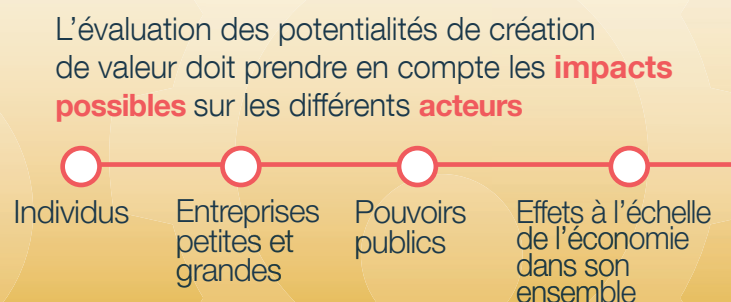 L’évaluation des potentialités de création
de valeur doit prendre en compte les impacts
possibles sur les différents acteurs
Individus
Entreprises
petites et
grandes
Pouvoirs
publics
Effets à l’échelle
de l’économie
dans son
ensemble